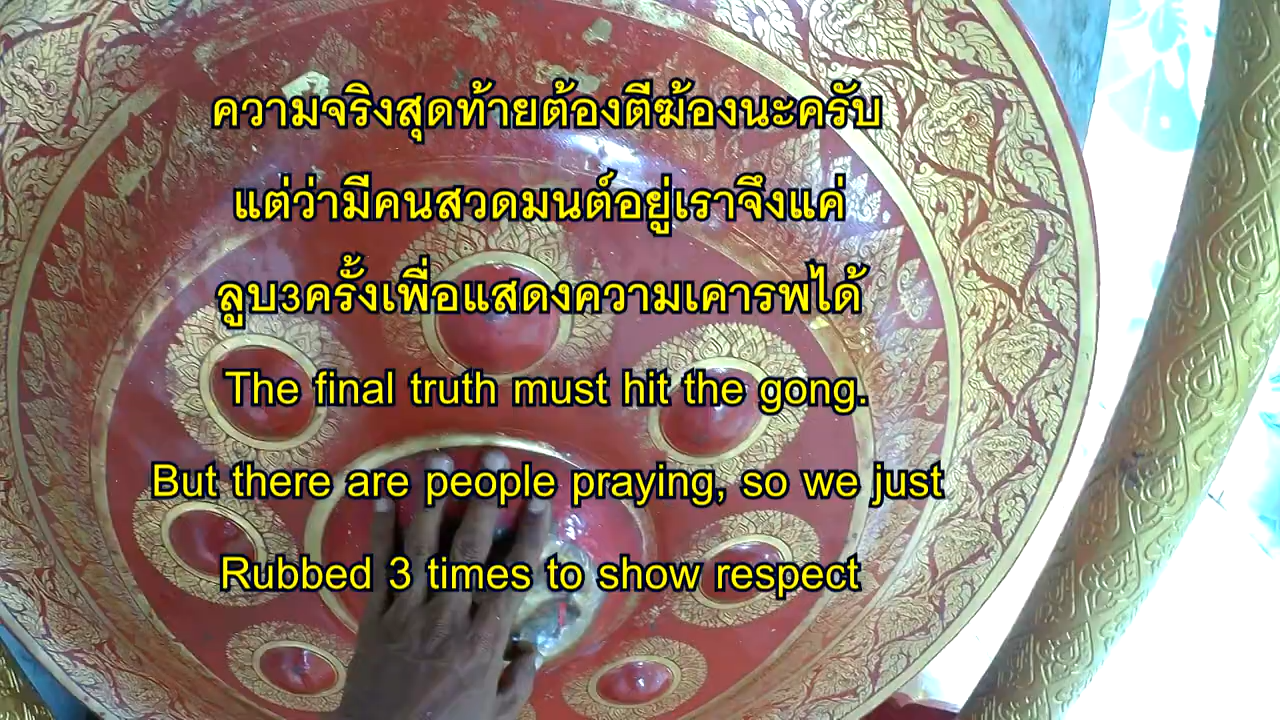 ความจริงสุดท้ายต้องตีฆ้องนะครับ
แต่ว่ามีคนสวดมนต์อยู่เราจึงแค่
ลูบ3ครั้งเพื่อแสดงความเคารพได้
The final truth must hit the gong.
But there are people praying, so we just
Rubbed 3 times to show respect